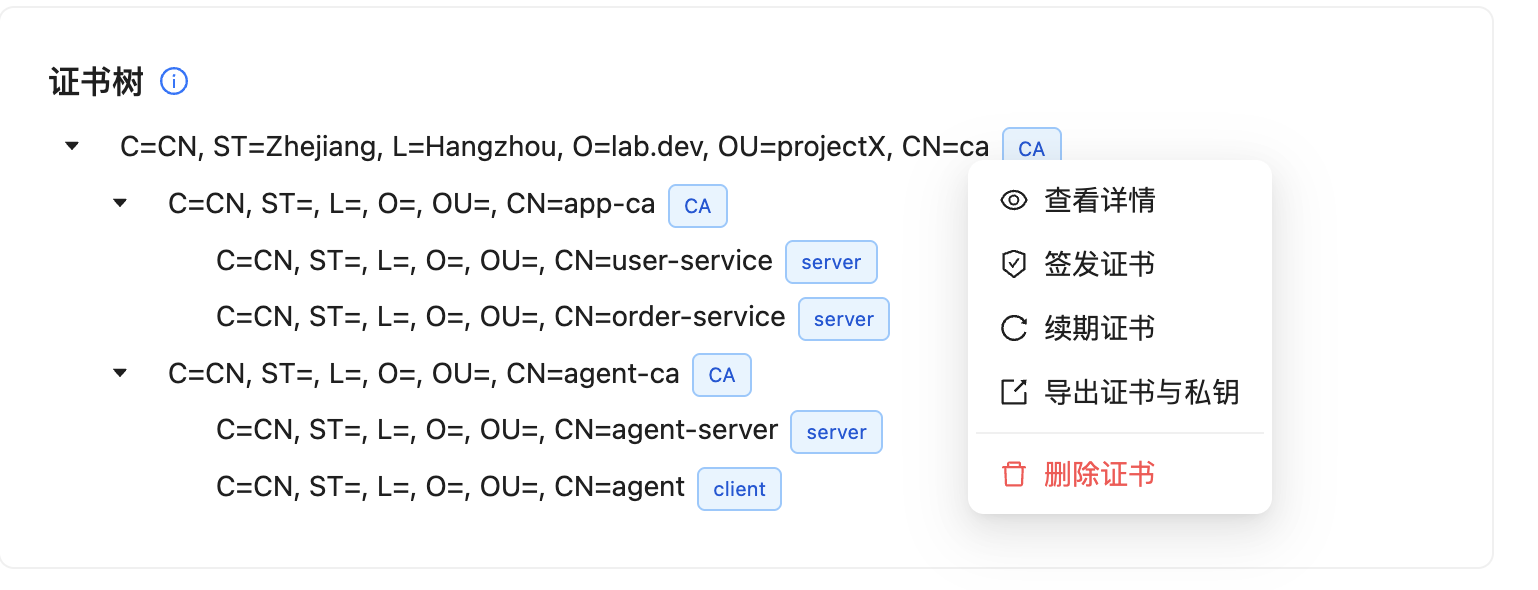 证书树
C=CN, ST=Zhejiang, L=Hangzhou, O=lab.dev, OU=projectX, CN=ca CA
C=CN, ST=, L=, O=, OU=, CN=app-ca CA
C=CN, ST=, L=, O=, OU=, CN=user-service server
C=CN, ST=, L=, O=, OU=, CN=order-service server
C=CN, ST=, L=, O=, OU=, CN=agent-ca CA
C=CN, ST=, L=, O=, OU=, CN=agent-server server
C=CN, ST=, L=, O=, OU=, CN=agent client
查看详情
签发证书
续期证书
导出证书与私钥
删除证书